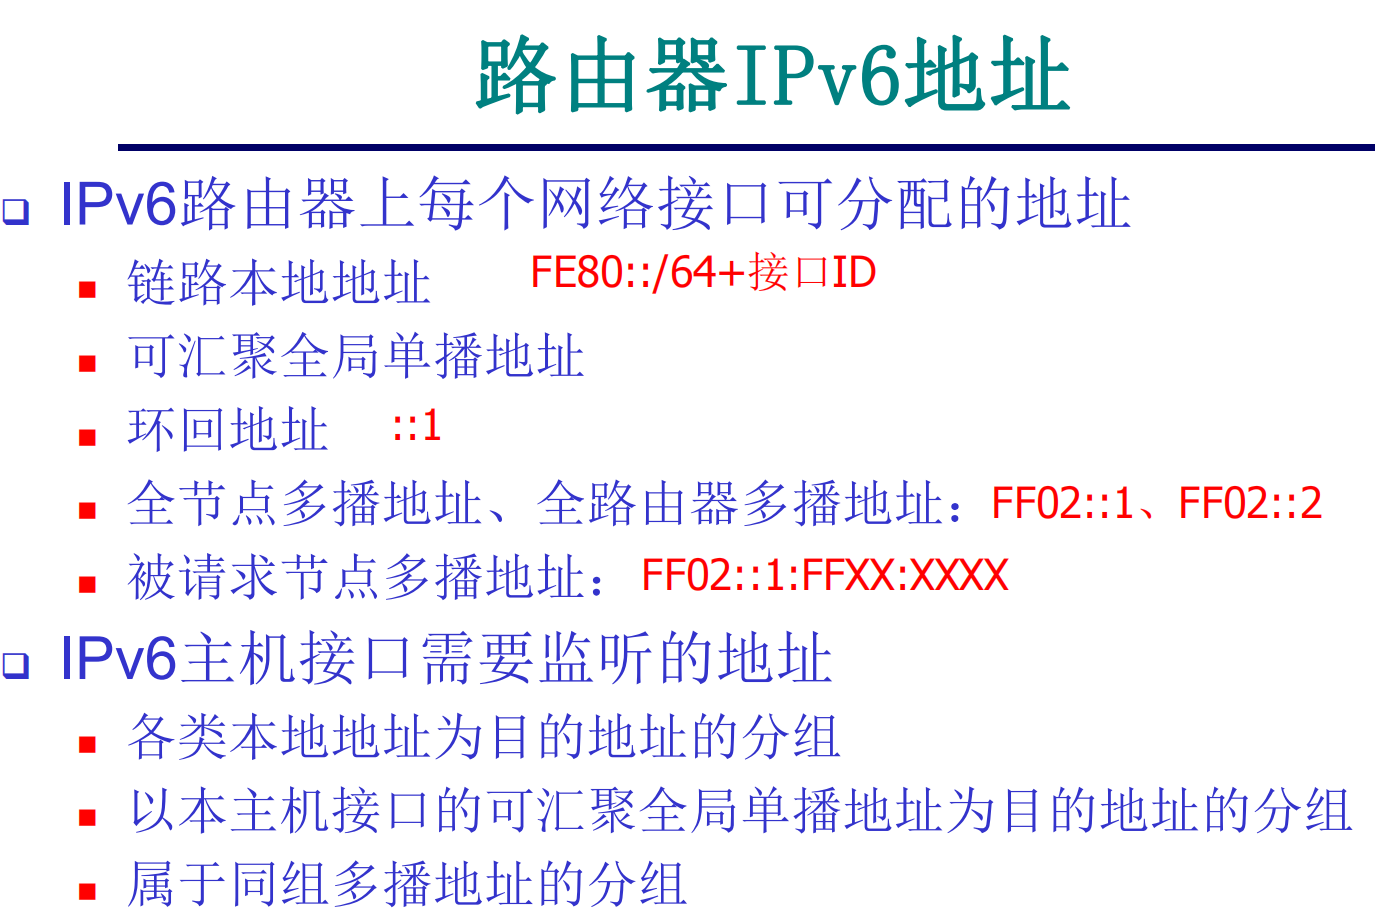 路由器IPv6地址
IPv6路由器上每个网络接口可分配的地址
链路本地地址 FE80::/64+接口ID
可汇聚全局单播地址
环回地址 ::1
全节点多播地址、全路由器多播地址：FF02::1、FF02::2
被请求节点多播地址：FF02::1:FFXX:XXXX
IPv6主机接口需要监听的地址
各类本地地址为目的地址的分组
以本主机接口的可汇聚全局单播地址为目的地址的分组
属于同组多播地址的分组